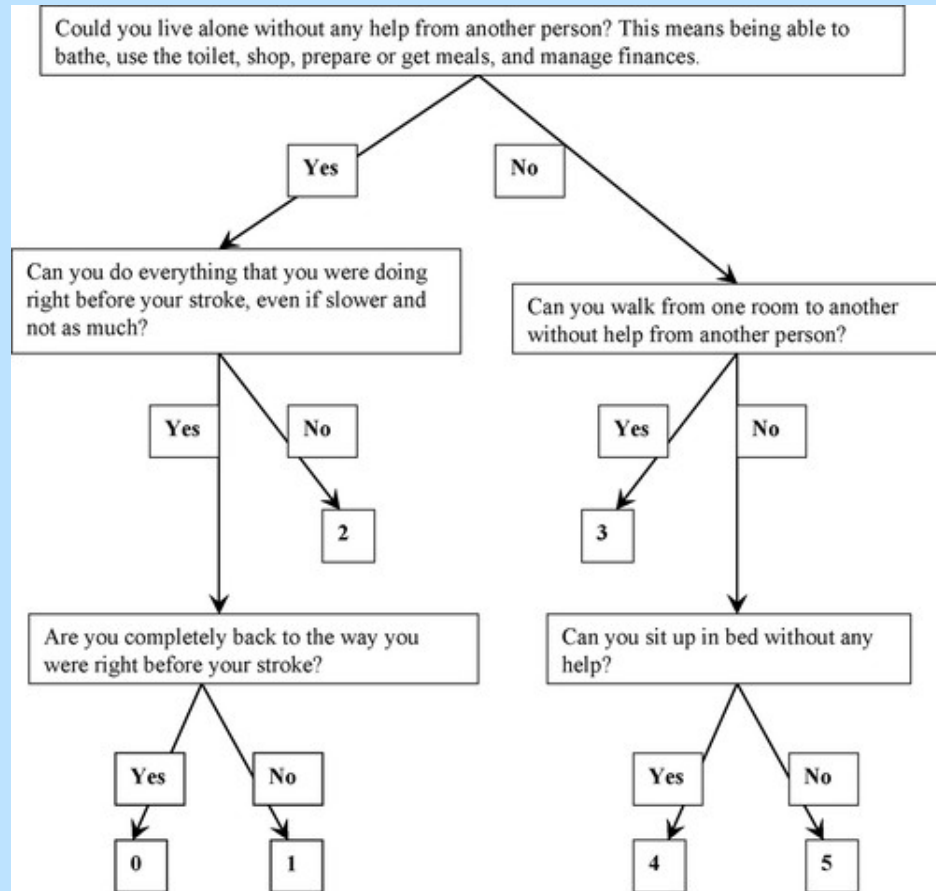 Could you live alone without any help from another person? This means being able to
bathe, use the toilet, shop, prepare or get meals, and manage finances.
Yes
No
Can you do everything that you were doing
right before your stroke, even if slower and
not as much?
Can you walk from one room to another
without help from another person?
Yes
No
Yes
No
2
3
Are you completely back to the way you
were right before your stroke?
Can you sit up in bed without any
help?
Yes
No
Yes
No
0
1
4
5